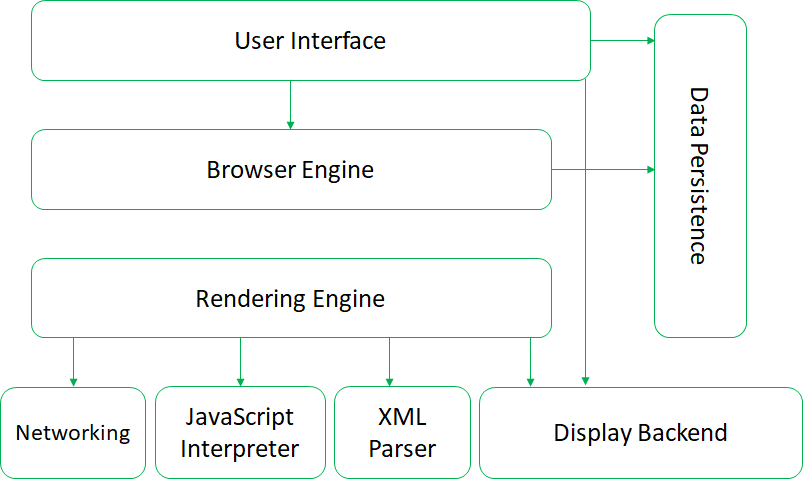 User Interface
Data Persistence
Browser Engine
Rendering Engine
Networking
JavaScript
Interpreter
XML
Parser
Display Backend